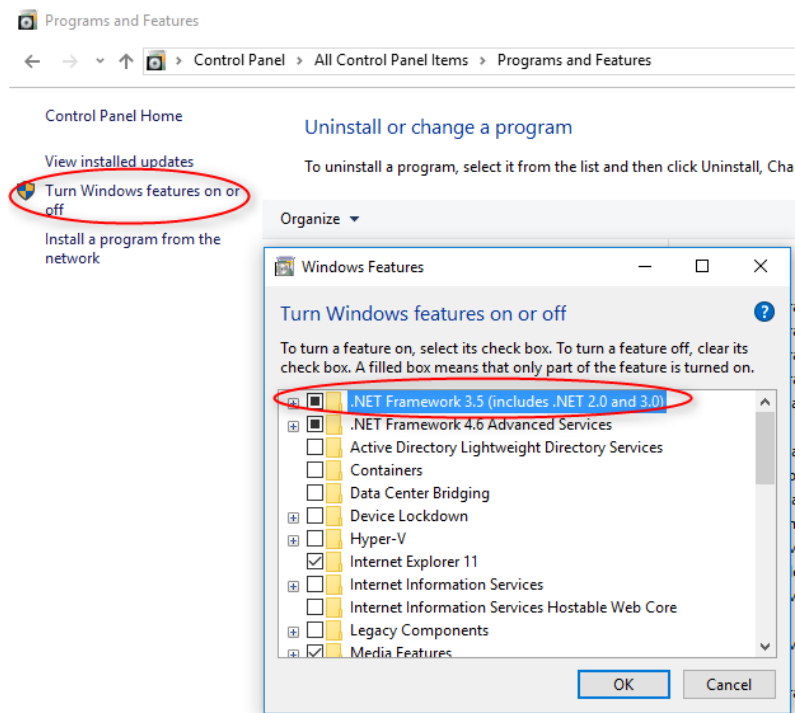 Programs and Features
Control Panel > All Control Panel Items > Programs and Features
Control Panel Home
View installed updates
Turn Windows features on or
off
Install a program from the
network
Uninstall or change a program
To uninstall a program, select it from the list and then click Uninstall, Cha
Organize
Windows Features
Turn Windows features on or off
To turn a feature on, select its check box. To turn a feature off, clear its
check box. A filled box means that only part of the feature is turned on.
.NET Framework 3.5 (includes .NET 2.0 and 3.0)
.NET Framework 4.6 Advanced Services
Active Directory Lightweight Directory Services
Containers
Data Center Bridging
Device Lockdown
Hyper-V
Internet Explorer 11
Internet Information Services
Internet Information Services Hostable Web Core
Legacy Components
Media Features
OK
Cancel